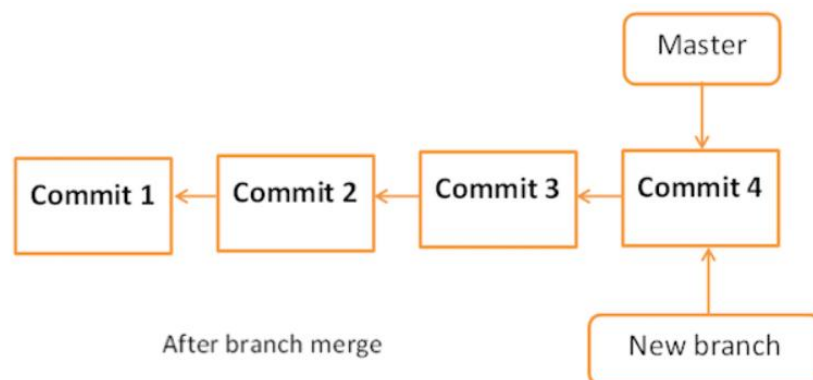 Master
Commit 1
Commit 2
Commit 3
Commit 4
After branch merge
New branch